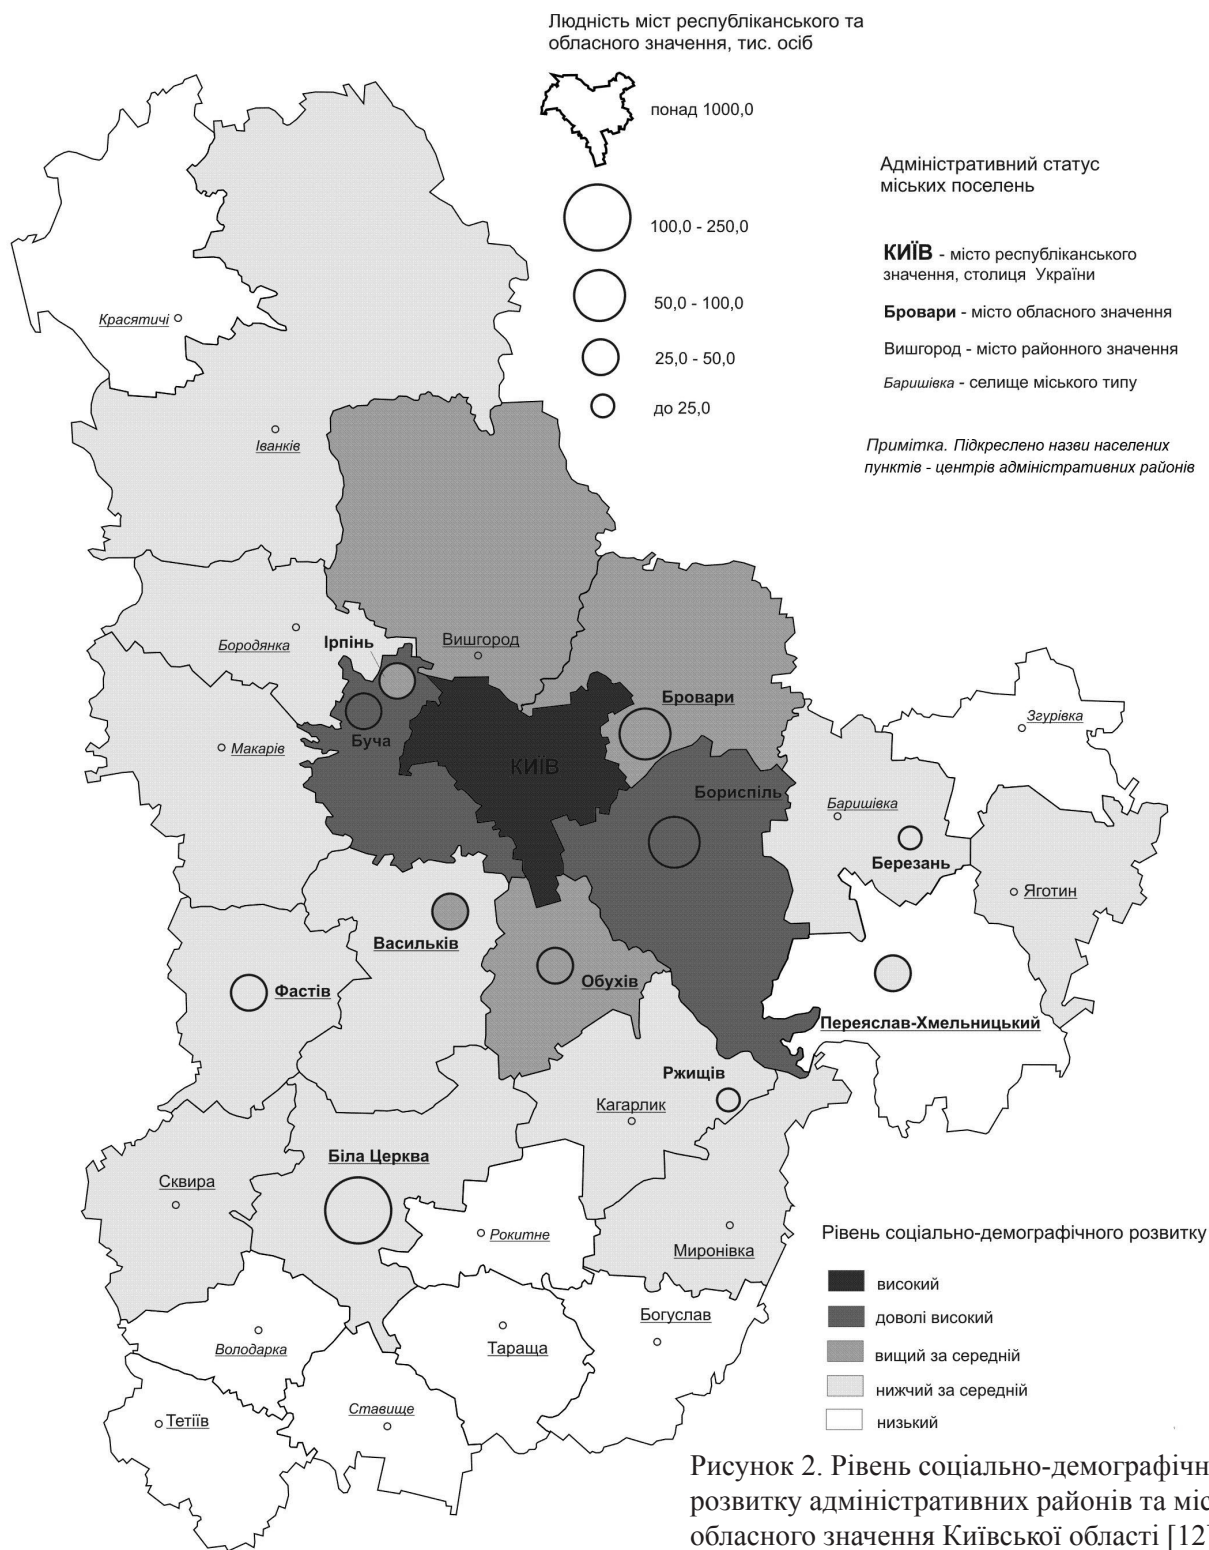 Людність міст республіканського та
обласного значення, тис. осіб
понад 1000,0
100,0 - 250,0
50,0 - 100,0
25,0 - 50,0
до 25,0
Адміністративний статус
міських поселень
КИЇВ - місто республіканського
значення, столиця України
Бровари - місто обласного значення
Вишгород - місто районного значення
Баришівка - селище міського типу
Примітка. Підкреслено назви населених
пунктів - центрів адміністративних районів
Красятичі
Іванків
Бородянка
Ірпінь
Вишгород
Бровари
Згурівка
Макарів
Буча
КИЇВ
Бориспіль
Баришівка
Березань
Яготин
Васильків
Фастів
Обухів
Переяслав-Хмельницький
Ржищів
Кагарлик
Біла Церква
Сквира
Рокитне
Миронівка
Богуслав
Володарка
Тараща
Ставище
Тетіїв
Рівень соціально-демографічного розвитку
високий
доволі високий
вищий за середній
нижчий за середній
низький
Рисунок 2. Рівень соціально-демографічн
розвитку адміністративних районів та міс
обласного значення Київської області [12]